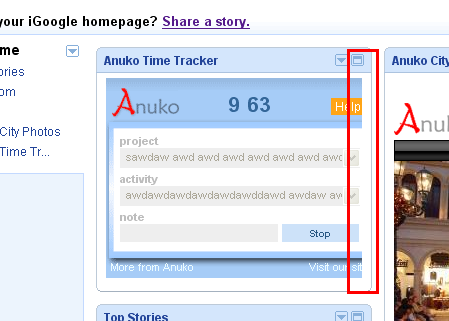 your iGoogle homepage? Share a story.
me
ories
om
City Photos
Time Tr...
Anuko Time Tracker
Anuko
9 63
Help
project
sawdaw awd awd awd awd awd awd awd
activity
awdawdawdawdawdawddawd awdaw aw
note
Stop
More from Anuko
Visit our sit
Top Stories
Anuko City
Anuk